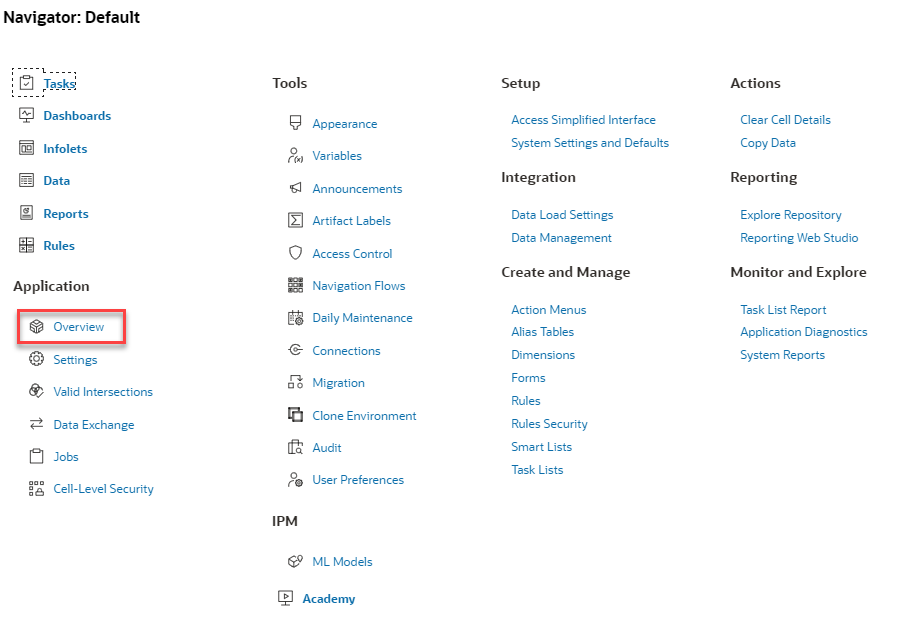 Navigator: Default
Tasks
Dashboards
Infolets
Data
Reports
Rules
Application
Overview
Settings
Valid Intersections
Data Exchange
Jobs
Cell-Level Security
Tools
Appearance
Variables
Announcements
Artifact Labels
Access Control
Navigation Flows
Daily Maintenance
Connections
Migration
Clone Environment
Audit
User Preferences
IPM
ML Models
Academy
Setup
Access Simplified Interface
System Settings and Defaults
Integration
Data Load Settings
Data Management
Create and Manage
Action Menus
Alias Tables
Dimensions
Forms
Rules
Rules Security
Smart Lists
Task Lists
Actions
Clear Cell Details
Copy Data
Reporting
Explore Repository
Reporting Web Studio
Monitor and Explore
Task List Report
Application Diagnostics
System Reports